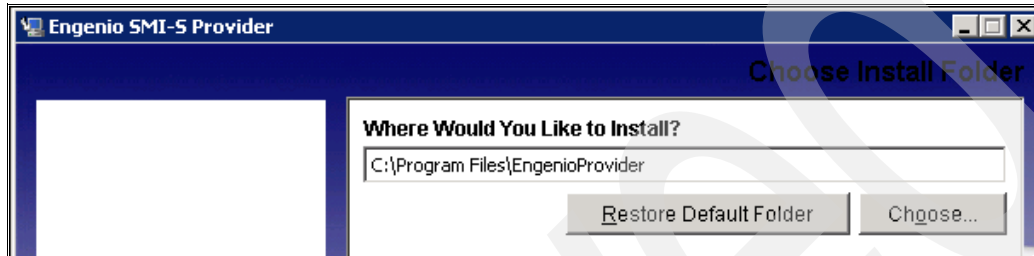 Engenio SMI-S Provider
Choose Install Folder
Where Would You Like to Install?
C:\Program Files\EngenioProvider
Restore Default Folder
Choose...